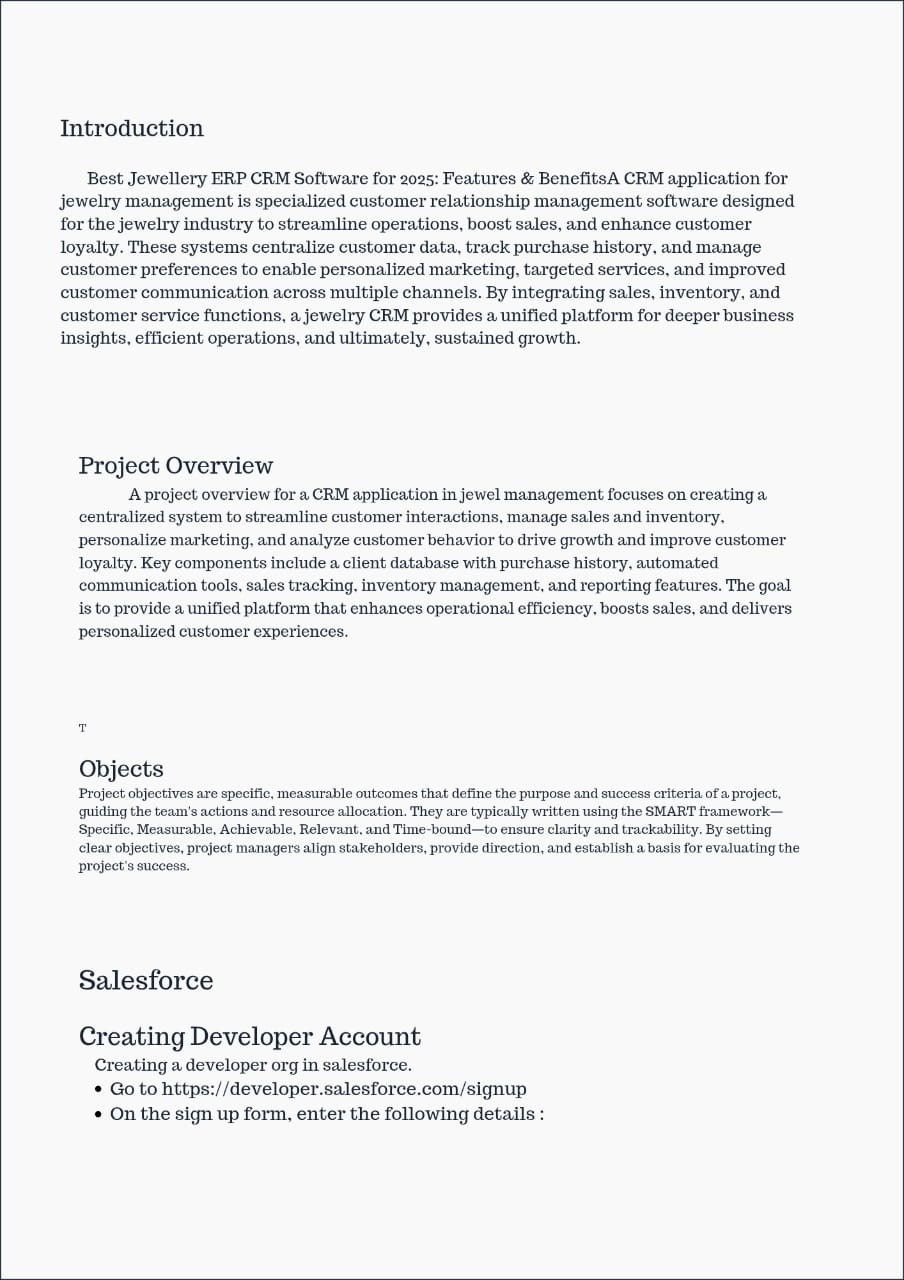 Introduction
Best Jewellery ERP CRM Software for 2025: Features & BenefitsA CRM application for
jewelry management is specialized customer relationship management software designed
for the jewelry industry to streamline operations, boost sales, and enhance customer
loyalty. These systems centralize customer data, track purchase history, and manage
customer preferences to enable personalized marketing, targeted services, and improved
customer communication across multiple channels. By integrating sales, inventory, and
customer service functions, a jewelry CRM provides a unified platform for deeper business
insights, efficient operations, and ultimately, sustained growth.
Project Overview
A project overview for a CRM application in jewel management focuses on creating a
centralized system to streamline customer interactions, manage sales and inventory,
personalize marketing, and analyze customer behavior to drive growth and improve customer
loyalty. Key components include a client database with purchase history, automated
communication tools, sales tracking, inventory management, and reporting features. The goal
is to provide a unified platform that enhances operational efficiency, boosts sales, and delivers
personalized customer experiences.
T
Objects
Project objectives are specific, measurable outcomes that define the purpose and success criteria of a project,
guiding the team's actions and resource allocation. They are typically written using the SMART framework—
Specific, Measurable, Achievable, Relevant, and Time-bound—to ensure clarity and trackability. By setting
clear objectives, project managers align stakeholders, provide direction, and establish a basis for evaluating the
project's success.
Salesforce
Creating Developer Account
Creating a developer org in salesforce.
• Go to https://developer.salesforce.com/signup
• On the sign up form, enter the following details :